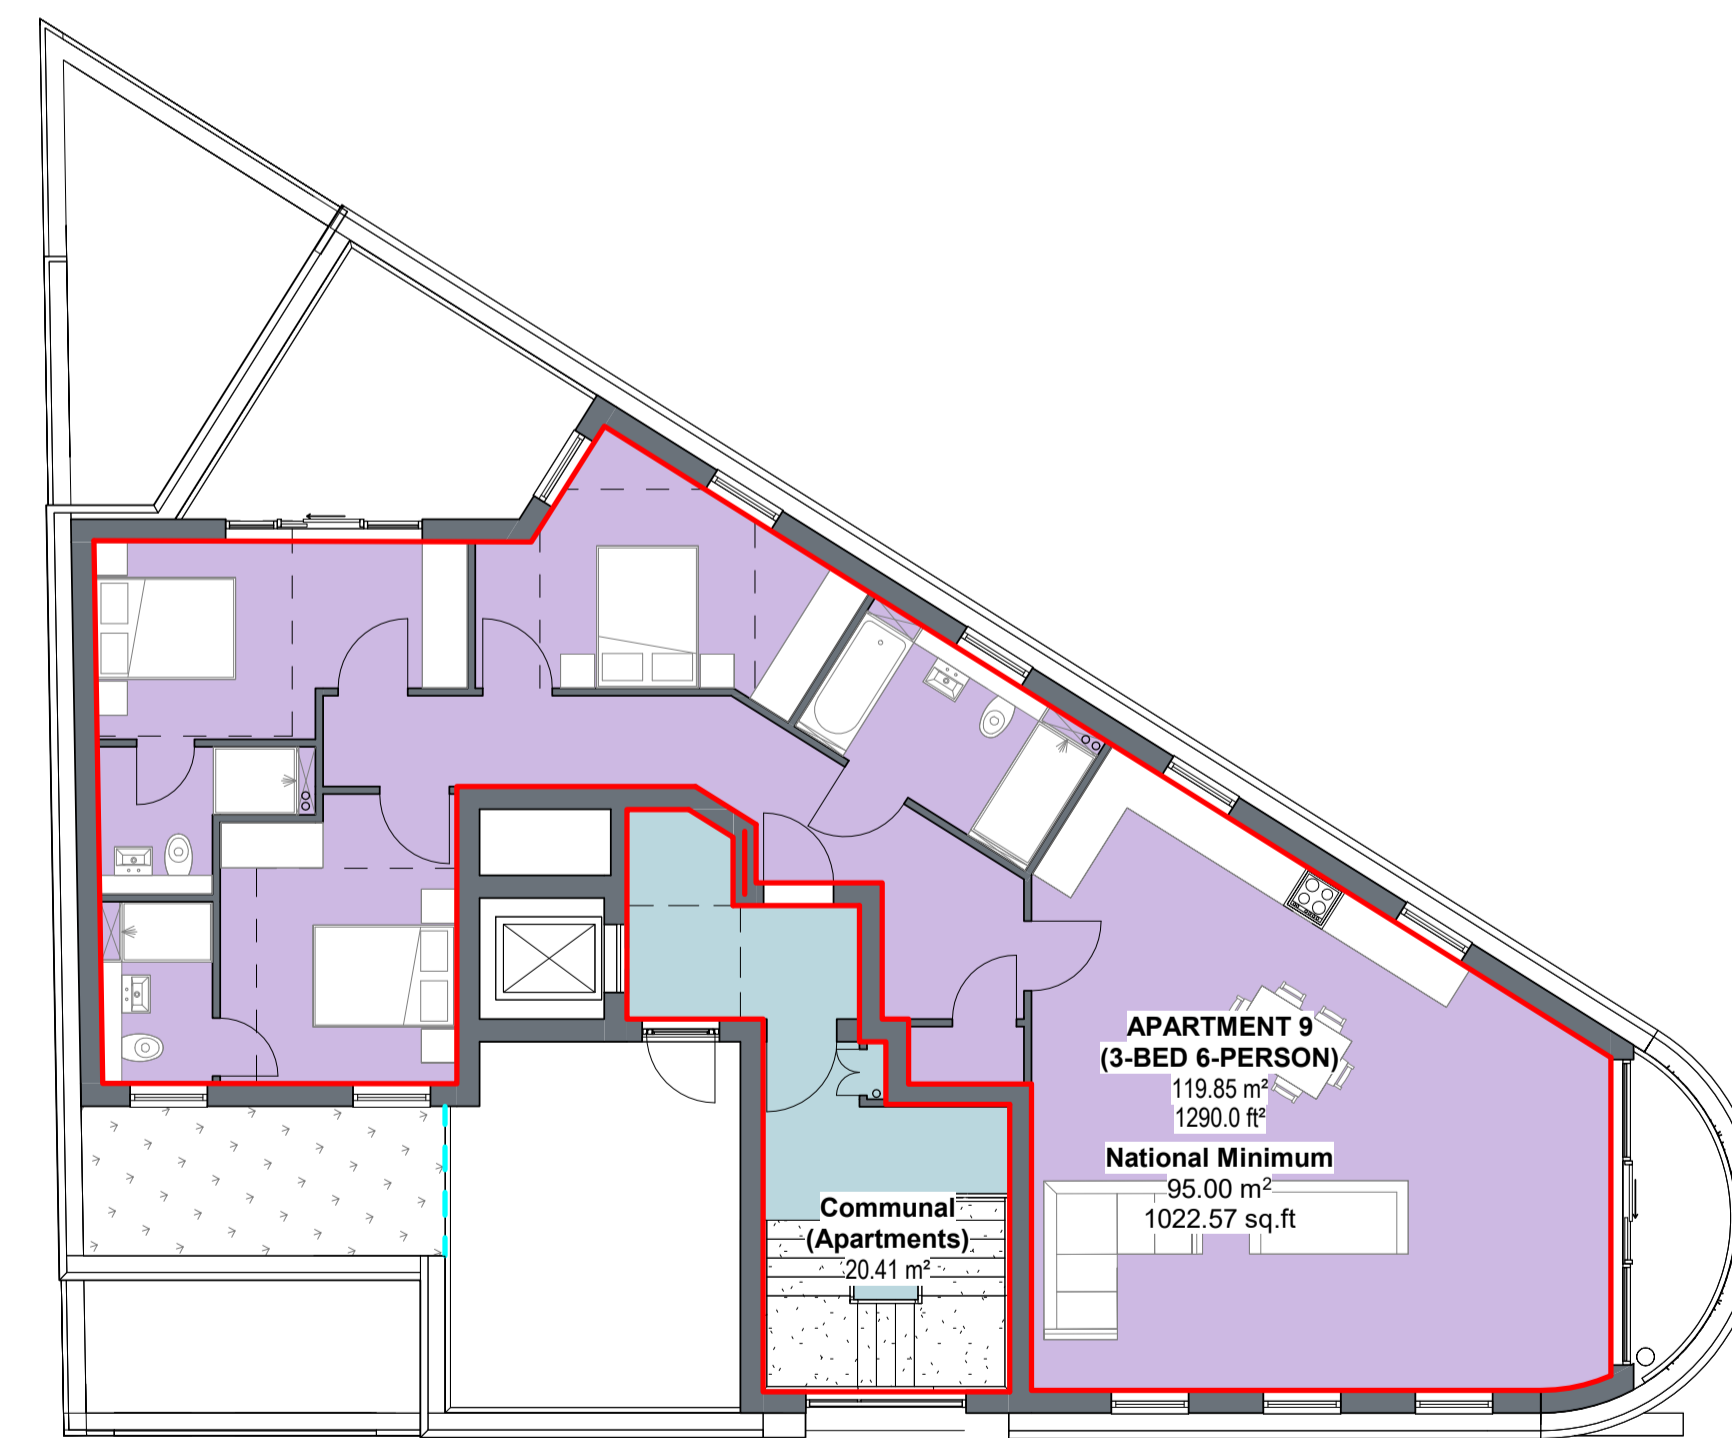 APARTMENT 9
(3-BED 6-PERSON)
119.85 m²
1290.0 ft²
National Minimum
95.00 m²
1022.57 sq.ft
Communal
(Apartments)
20.41 m²